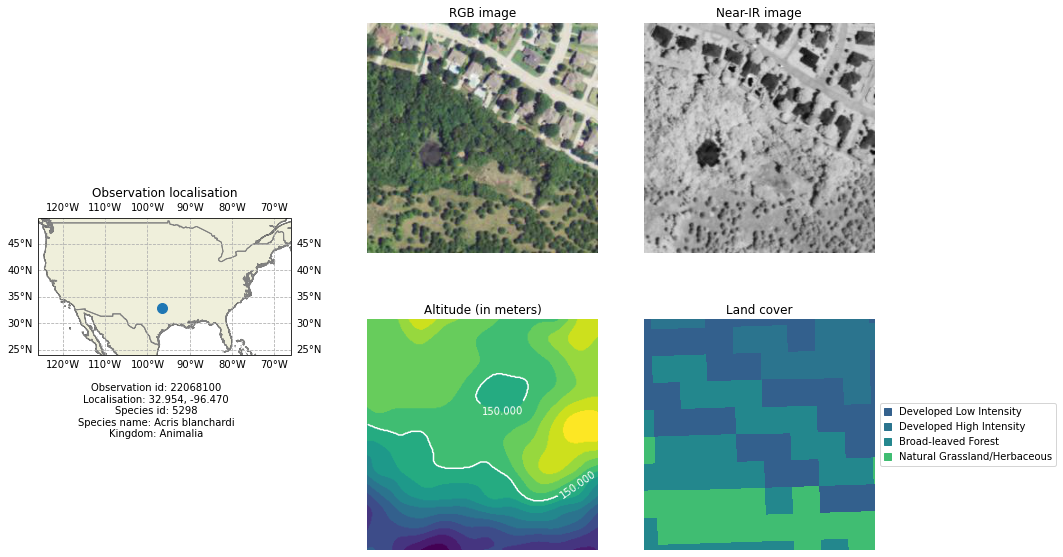 RGB image
Near-IR image
Observation localisation
120°W 110°W 100°W 90°W 80°W 70°W
45°N 45°N
40°N 40°N
35°N 35°N
30°N 30°N
25°N 25°N
120°W 110°W 100°W 90°W 80°W 70°W
Observation id: 22068100
Localisation: 32.954, -96.470
Species id: 5298
Species name: Acris blanchardi
Kingdom: Animalia
Altitude (in meters)
150.000
150.000
Land cover
Developed Low Intensity
Developed High Intensity
Broad-leaved Forest
Natural Grassland/Herbaceous